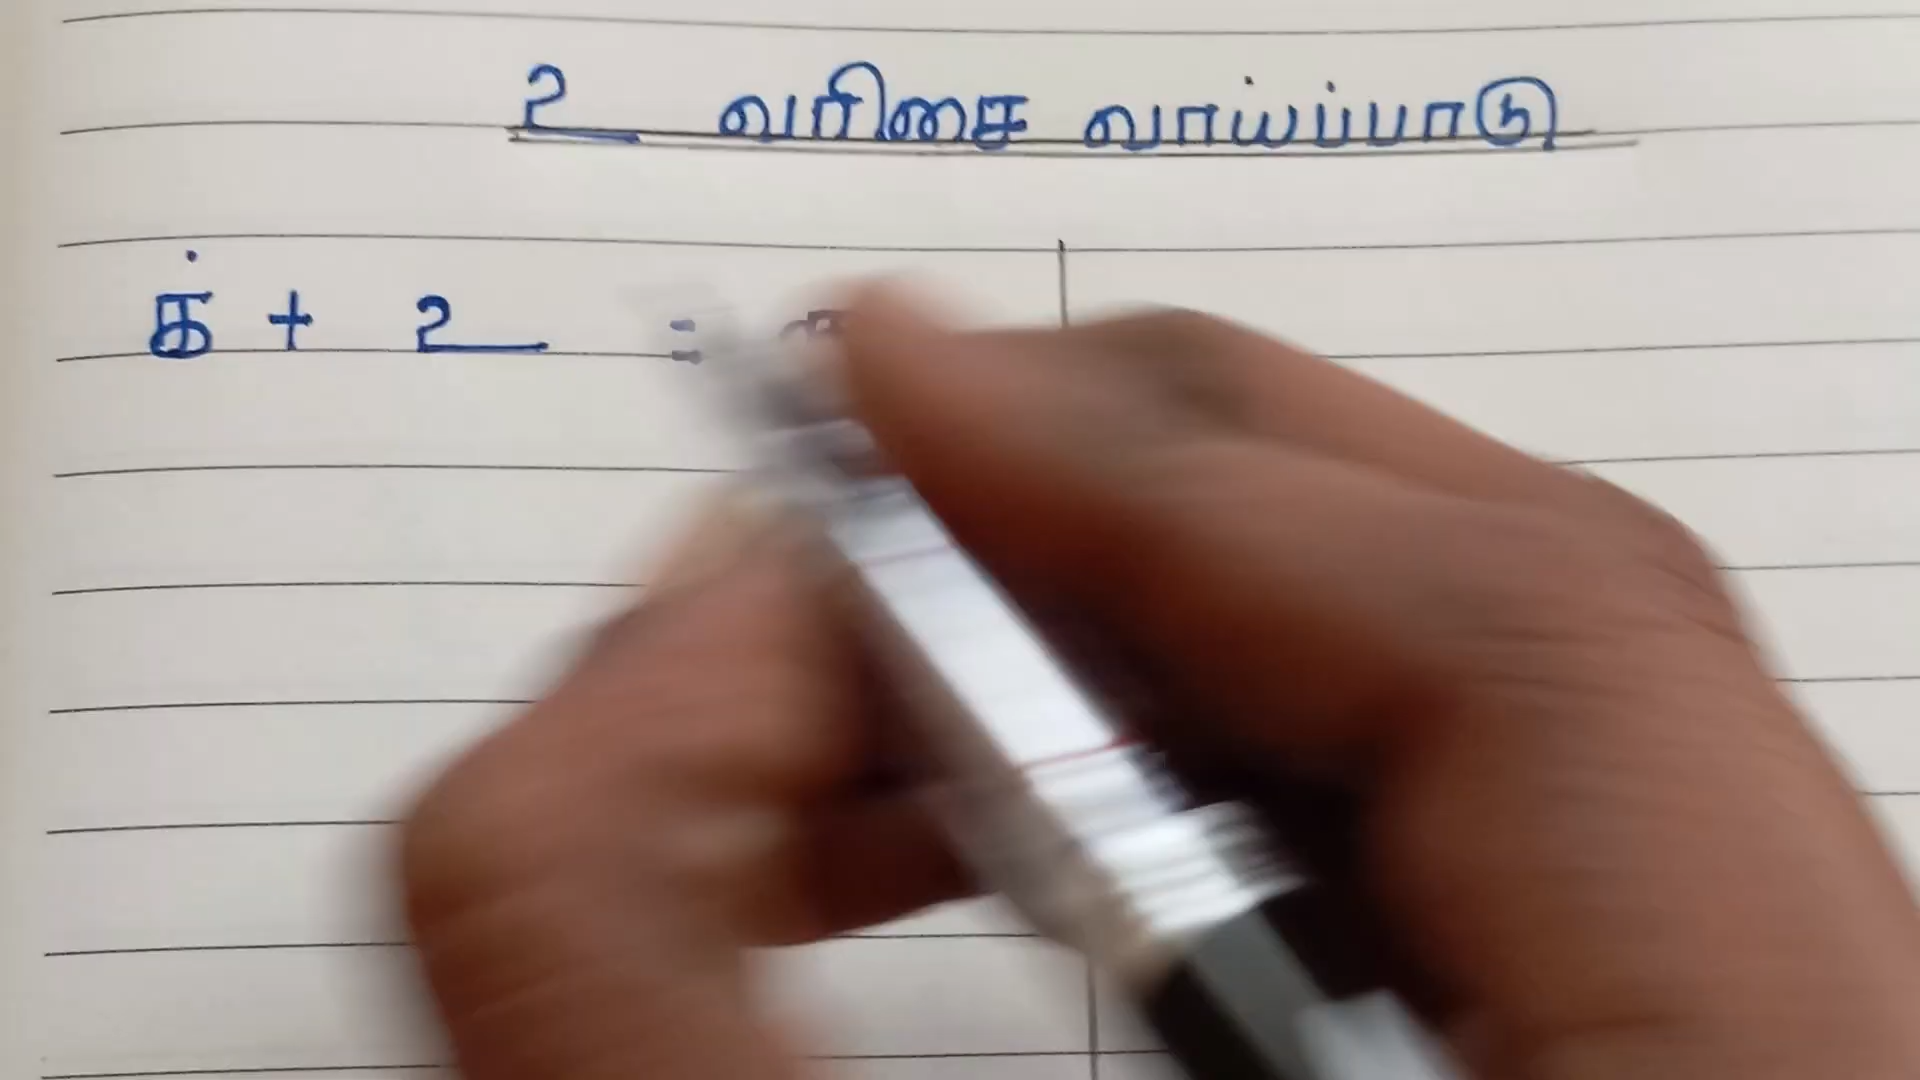 உ வரிசை வாய்ப்பாடு
க் + உ =